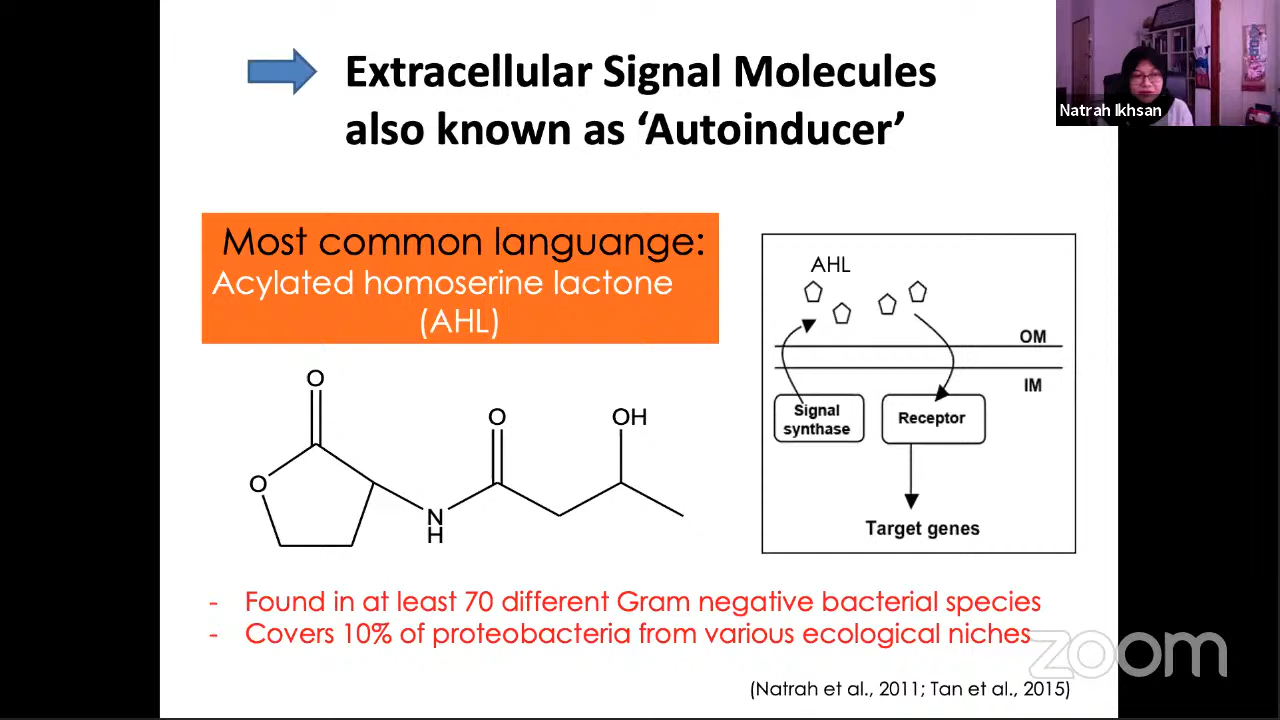 Extracellular Signal Molecules
also known as ‘Autoinducer’
Natrah Ikhsan
Most common languange:
Acylated homoserine lactone
(AHL)
AHL
OM
IM
Signal
synthase
Receptor
Target genes
O
O
OH
O
N
H
- Found in at least 70 different Gram negative bacterial species
- Covers 10% of proteobacteria from various ecological niches
zoom
(Natrah et al., 2011; Tan et al., 2015)